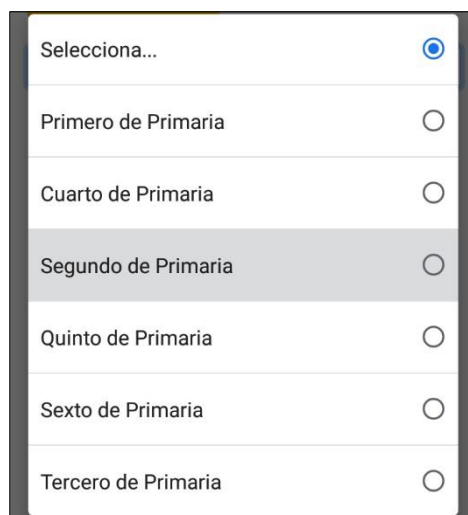 Selecciona...
Primero de Primaria
Cuarto de Primaria
Segundo de Primaria
Quinto de Primaria
Sexto de Primaria
Tercero de Primaria